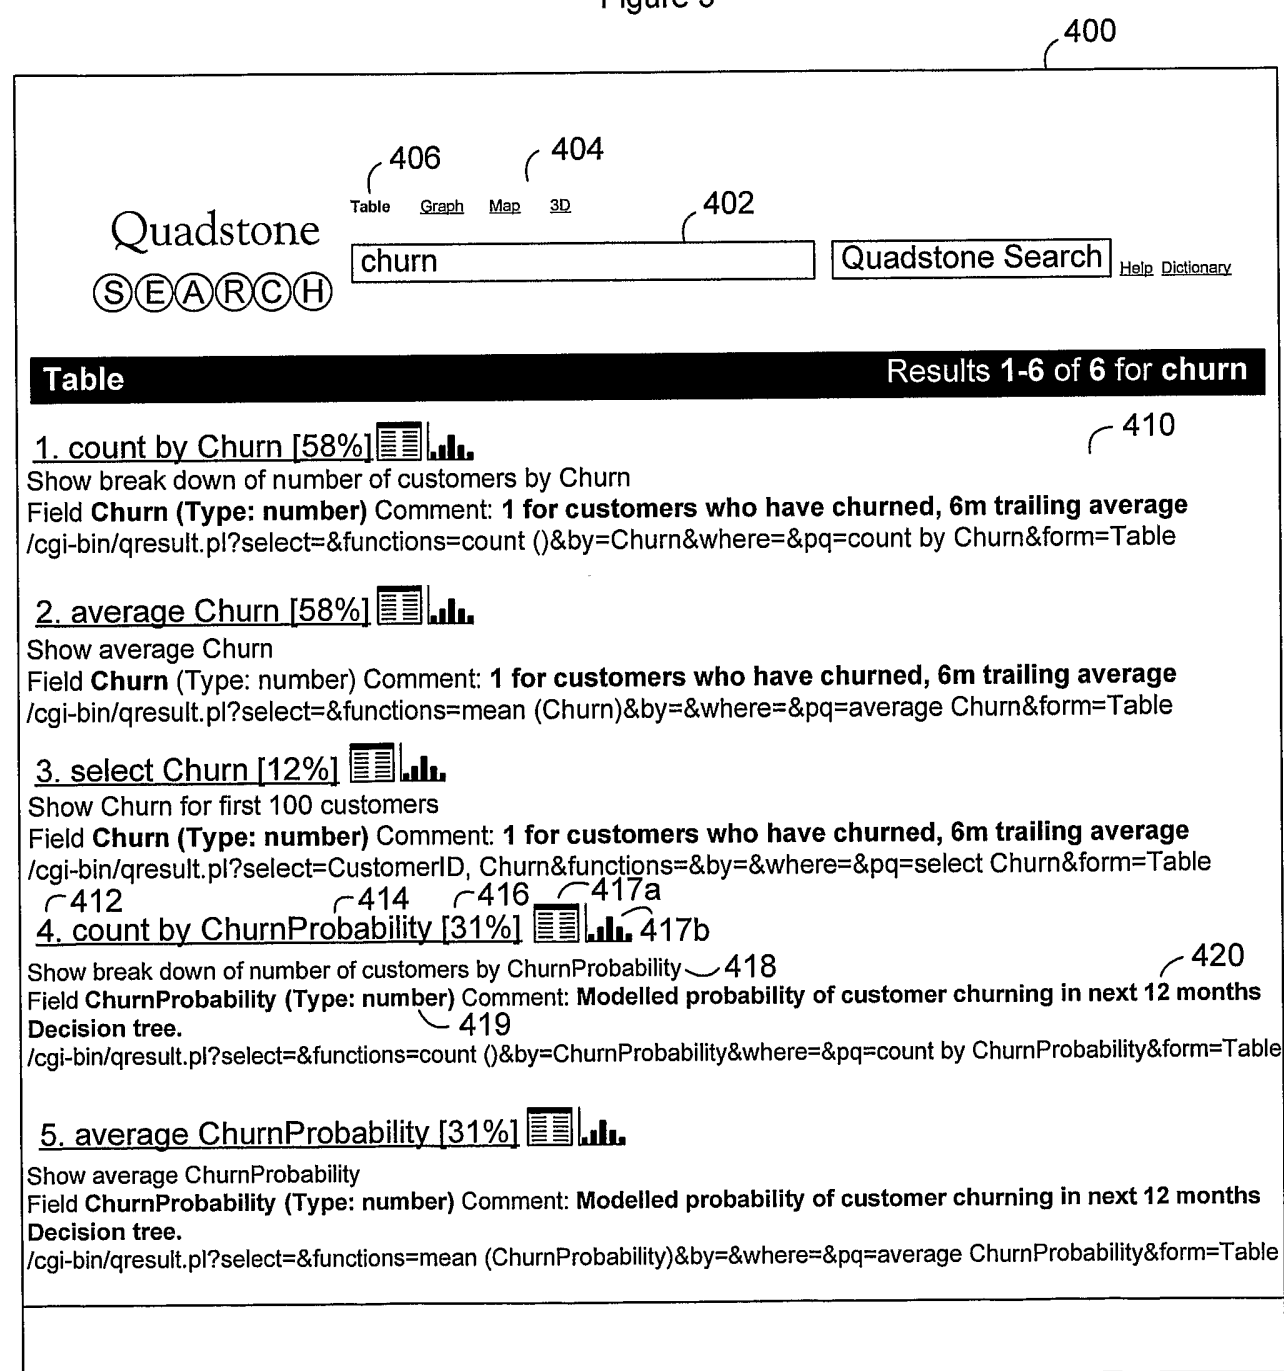 400
406
404
Table Graph Map 3D
402
Quadstone
churn
Quadstone Search Help Dictionary
SEARCH
Table Results 1-6 of 6 for churn
410
1. count by Churn [58%]
Show break down of number of customers by Churn
Field Churn (Type: number) Comment: 1 for customers who have churned, 6m trailing average
/cgi-bin/qresult.pl?select=&functions=count ()&by=Churn&where=&pq=count by Churn&form=Table
2. average Churn [58%]
Show average Churn
Field Churn (Type: number) Comment: 1 for customers who have churned, 6m trailing average
/cgi-bin/qresult.pl?select=&functions=mean (Churn)&by=&where=&pq=average Churn&form=Table
3. select Churn [12%]
Show Churn for first 100 customers
Field Churn (Type: number) Comment: 1 for customers who have churned, 6m trailing average
/cgi-bin/qresult.pl?select=CustomerID, Churn&functions=&by=&where=&pq=select Churn&form=Table
412 414 416 417a
4. count by ChurnProbability [31%] 417b
Show break down of number of customers by ChurnProbability 418 420
Field ChurnProbability (Type: number) Comment: Modelled probability of customer churning in next 12 months
Decision tree. 419
/cgi-bin/qresult.pl?select=&functions=count ()&by=ChurnProbability&where=&pq=count by ChurnProbability&form=Table
5. average ChurnProbability [31%]
Show average ChurnProbability
Field ChurnProbability (Type: number) Comment: Modelled probability of customer churning in next 12 months
Decision tree.
/cgi-bin/qresult.pl?select=&functions=mean (ChurnProbability)&by=&where=&pq=average ChurnProbability&form=Table